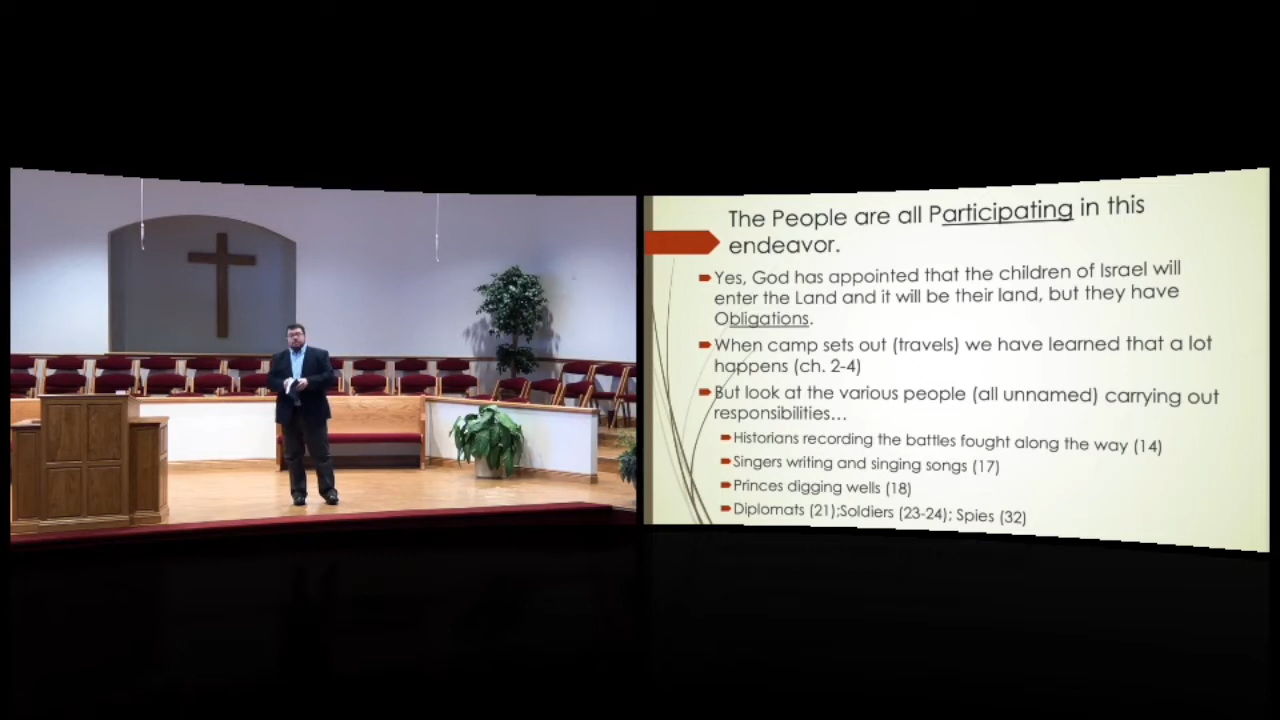 The People are all Participating in this
endeavor.
Yes, God has appointed that the children of Israel will
enter the Land and it will be their land, but they have
Obligations.
When camp sets out (travels) we have learned that a lot
happens (ch. 2-4)
But look at the various people (all unnamed) carrying out
responsibilities...
Historians recording the battles fought along the way (14)
Singers writing and singing songs (17)
Princes digging wells (18)
Diplomats (21);Soldiers (23-24); Spies (32)